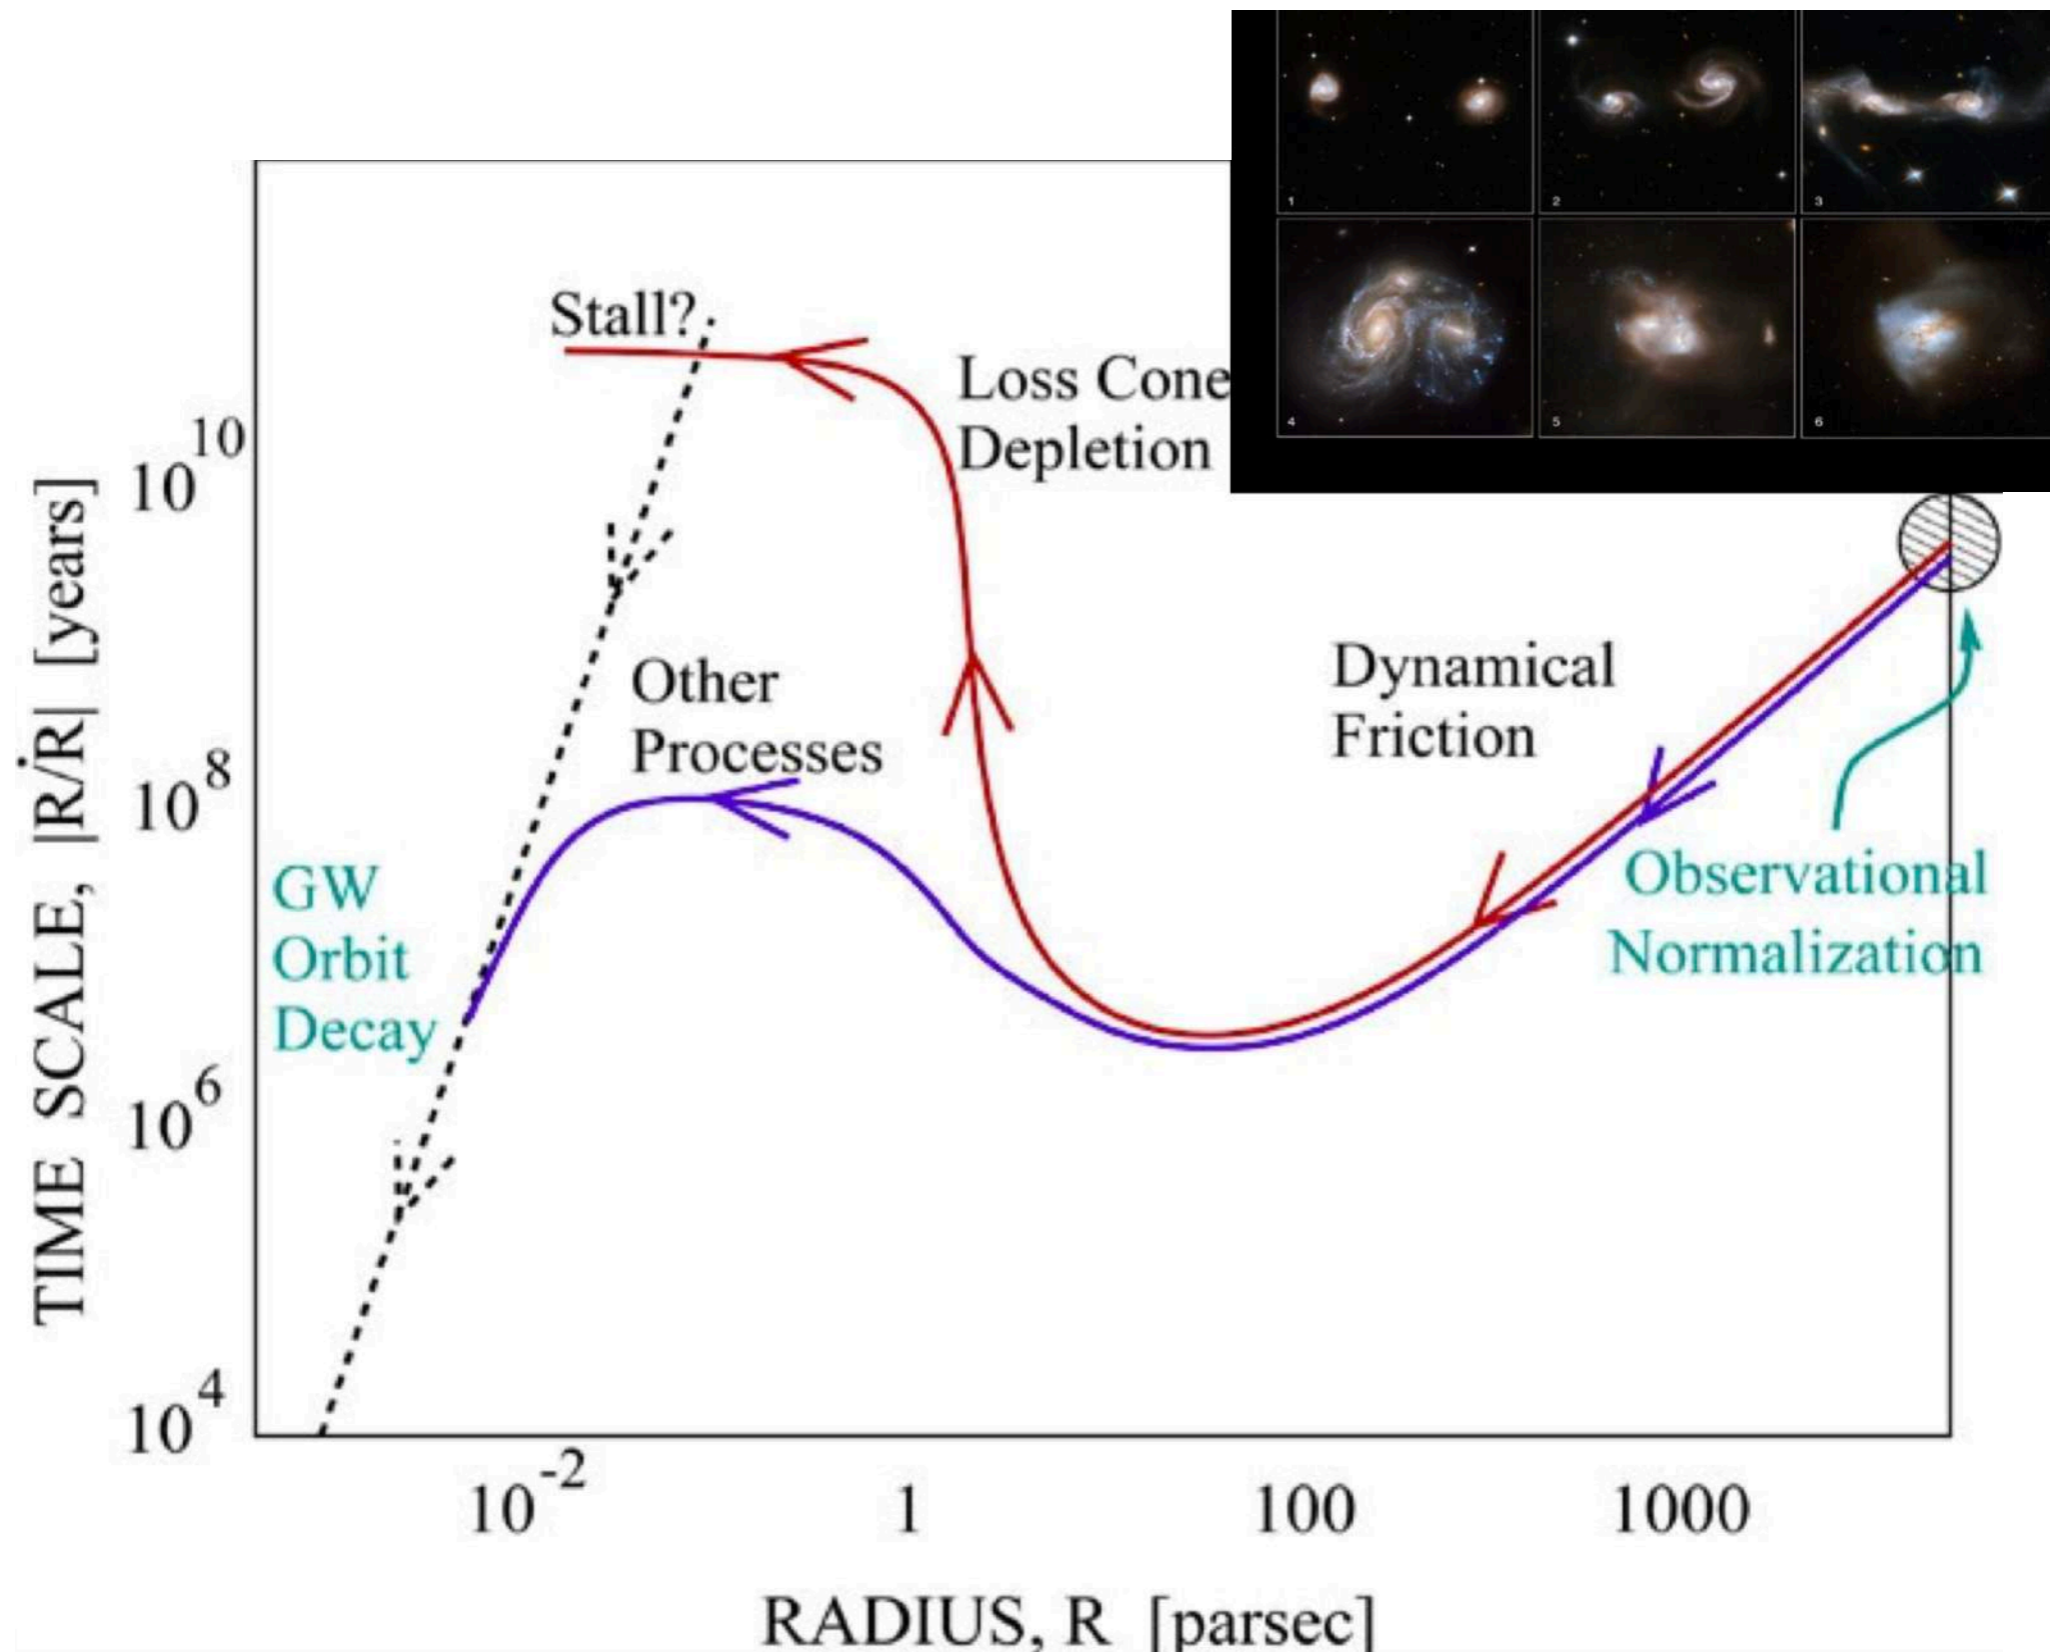 1
2
3
4
5
6
Stall?
Loss Cone
Depletion
10^10
Other
Processes
Dynamical
Friction
10^8
GW
Orbit
Decay
Observational
Normalization
10^6
10^4
TIME SCALE, |R/Ṙ| [years]
10^-2 1 100 1000
RADIUS, R [parsec]